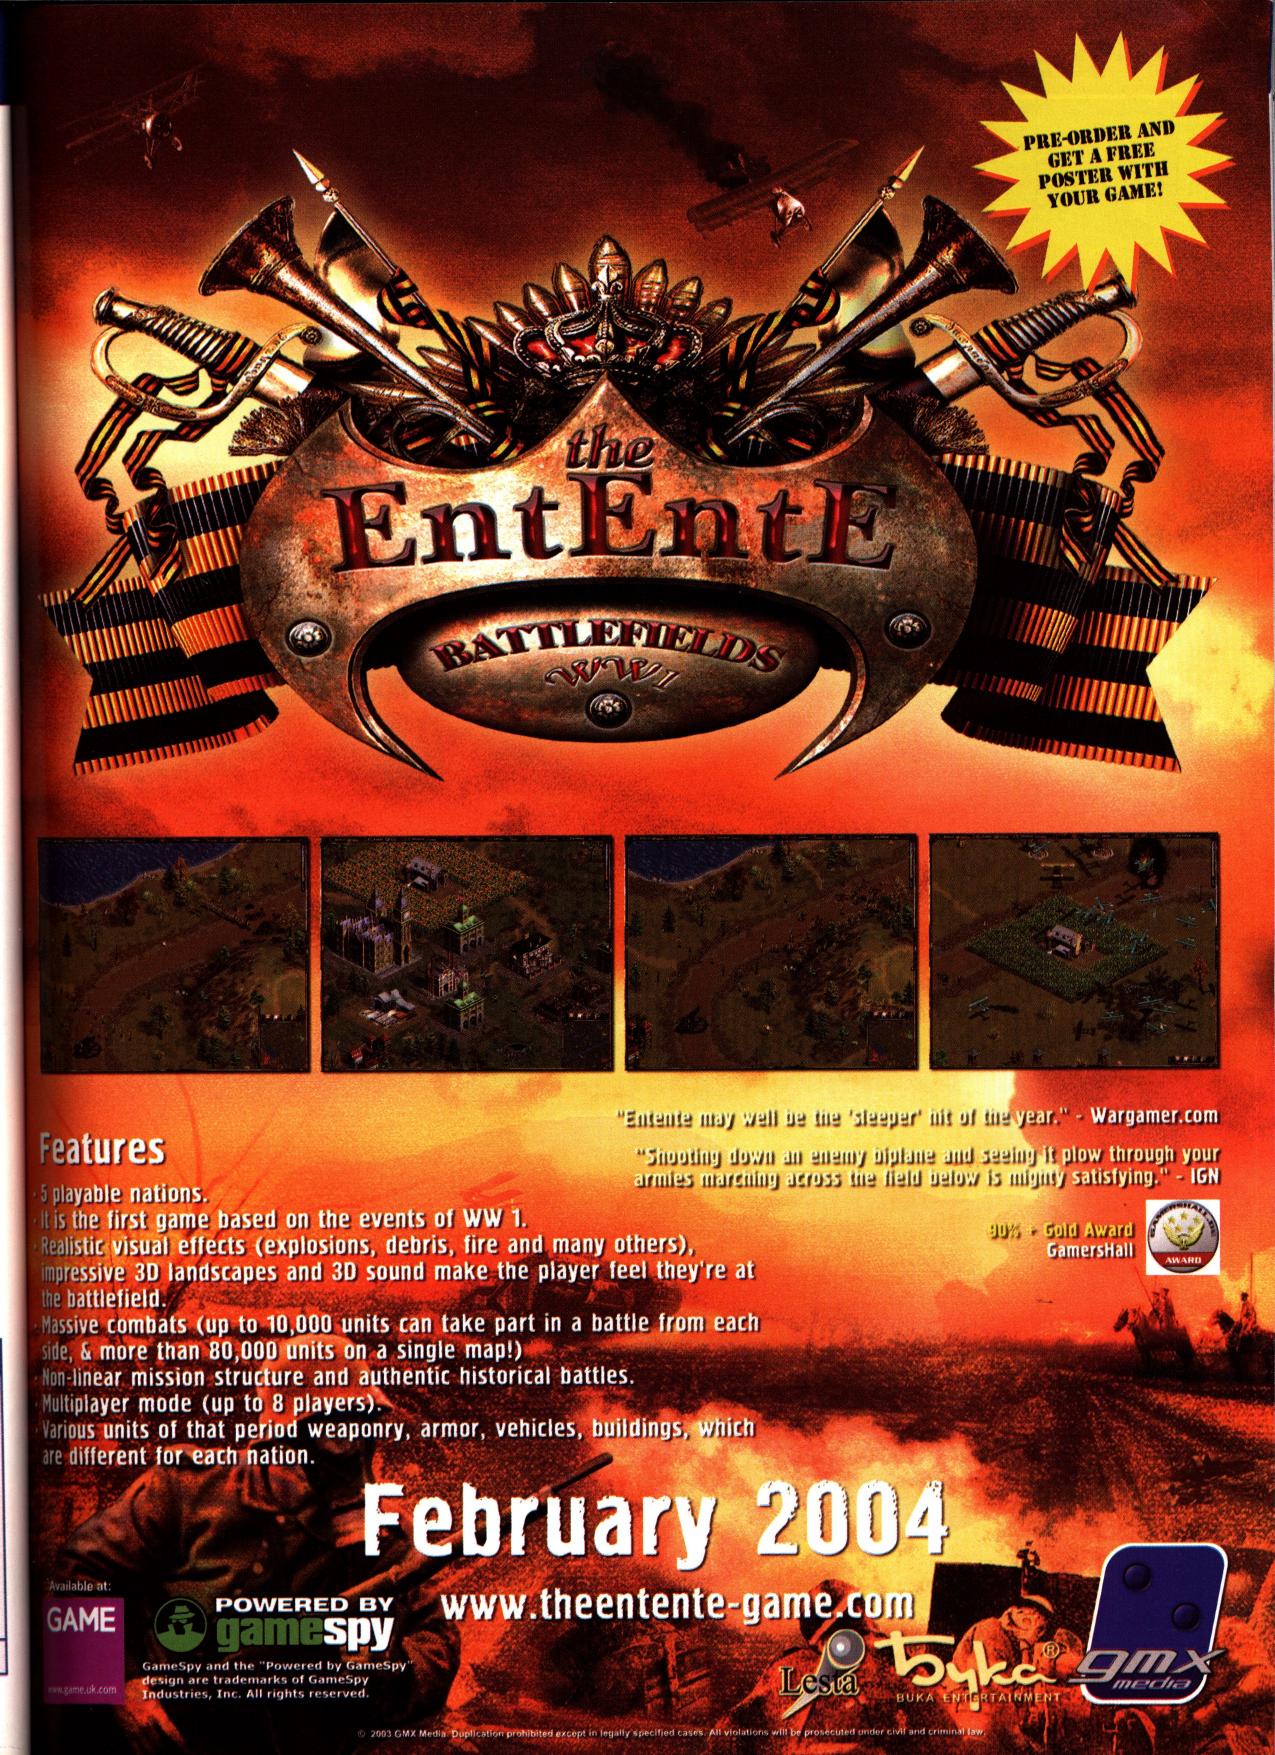 PRE-ORDER AND
GET A FREE
POSTER WITH
YOUR GAME!
the
EntEntE
BATTLEFIELDS
WW1
"Entente may well be the 'sleeper' hit of the year." - Wargamer.com
"Shooting down an enemy biplane and seeing it plow through your
armies marching across the field below is mighty satisfying." - IGN
90% + Gold Award
GamersHall
GAMERSHALL.DE
AWARD
Features
· 5 playable nations.
· It is the first game based on the events of WW 1.
· Realistic visual effects (explosions, debris, fire and many others),
impressive 3D landscapes and 3D sound make the player feel they're at
the battlefield.
· Massive combats (up to 10,000 units can take part in a battle from each
side, & more than 80,000 units on a single map!)
· Non-linear mission structure and authentic historical battles.
· Multiplayer mode (up to 8 players).
· Various units of that period weaponry, armor, vehicles, buildings, which
are different for each nation.
February 2004
www.theentente-game.com
Available at:
GAME
www.game.uk.com
POWERED BY
gamespy
GameSpy and the "Powered by GameSpy"
design are trademarks of GameSpy
Industries, Inc. All rights reserved.
Lesta
Бука®
BUKA ENTERTAINMENT
gmx
media
© 2003 GMX Media. Duplication prohibited except in legally specified cases. All violations will be prosecuted under civil and criminal law.